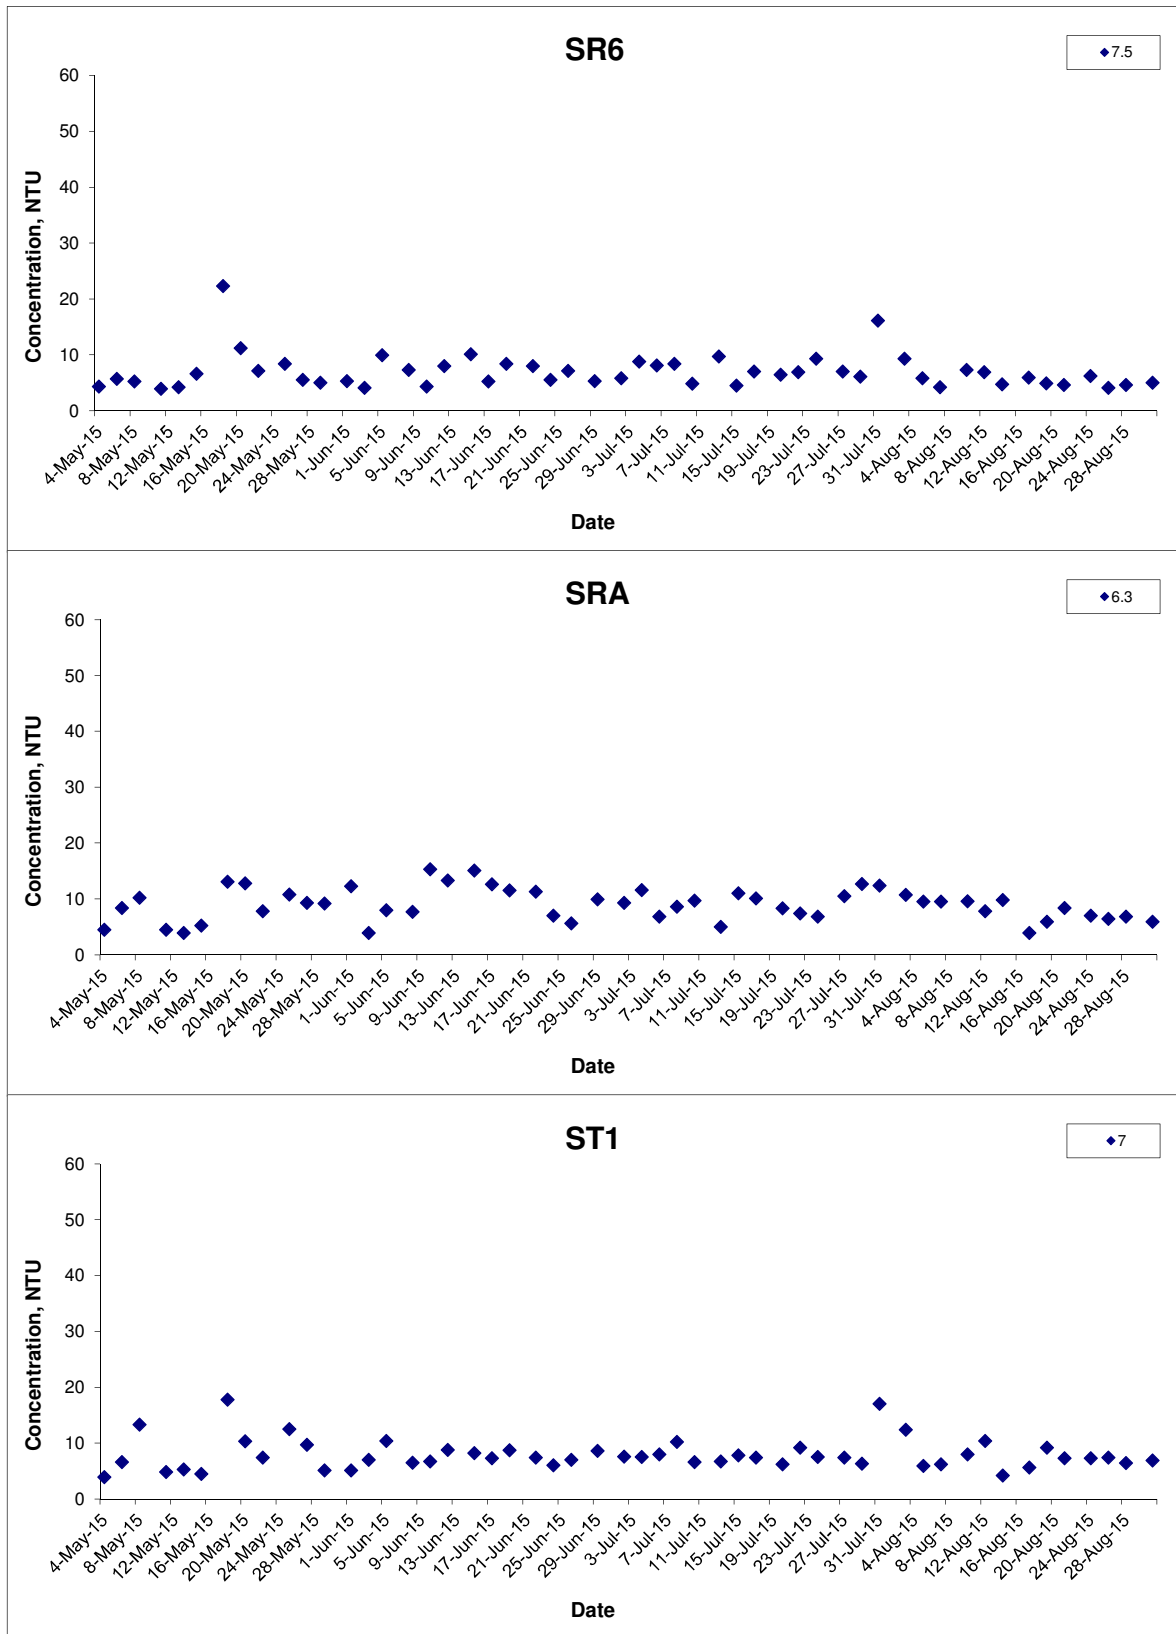 SR6
7.5
60
50
40
30
20
10
0
Concentration, NTU
4-May-15
8-May-15
12-May-15
16-May-15
20-May-15
24-May-15
28-May-15
1-Jun-15
5-Jun-15
9-Jun-15
13-Jun-15
17-Jun-15
21-Jun-15
25-Jun-15
29-Jun-15
3-Jul-15
7-Jul-15
11-Jul-15
15-Jul-15
19-Jul-15
23-Jul-15
27-Jul-15
31-Jul-15
4-Aug-15
8-Aug-15
12-Aug-15
16-Aug-15
20-Aug-15
24-Aug-15
28-Aug-15
Date
SRA
6.3
60
50
40
30
20
10
0
Concentration, NTU
4-May-15
8-May-15
12-May-15
16-May-15
20-May-15
24-May-15
28-May-15
1-Jun-15
5-Jun-15
9-Jun-15
13-Jun-15
17-Jun-15
21-Jun-15
25-Jun-15
29-Jun-15
3-Jul-15
7-Jul-15
11-Jul-15
15-Jul-15
19-Jul-15
23-Jul-15
27-Jul-15
31-Jul-15
4-Aug-15
8-Aug-15
12-Aug-15
16-Aug-15
20-Aug-15
24-Aug-15
28-Aug-15
Date
ST1
7
60
50
40
30
20
10
0
Concentration, NTU
4-May-15
8-May-15
12-May-15
16-May-15
20-May-15
24-May-15
28-May-15
1-Jun-15
5-Jun-15
9-Jun-15
13-Jun-15
17-Jun-15
21-Jun-15
25-Jun-15
29-Jun-15
3-Jul-15
7-Jul-15
11-Jul-15
15-Jul-15
19-Jul-15
23-Jul-15
27-Jul-15
31-Jul-15
4-Aug-15
8-Aug-15
12-Aug-15
16-Aug-15
20-Aug-15
24-Aug-15
28-Aug-15
Date